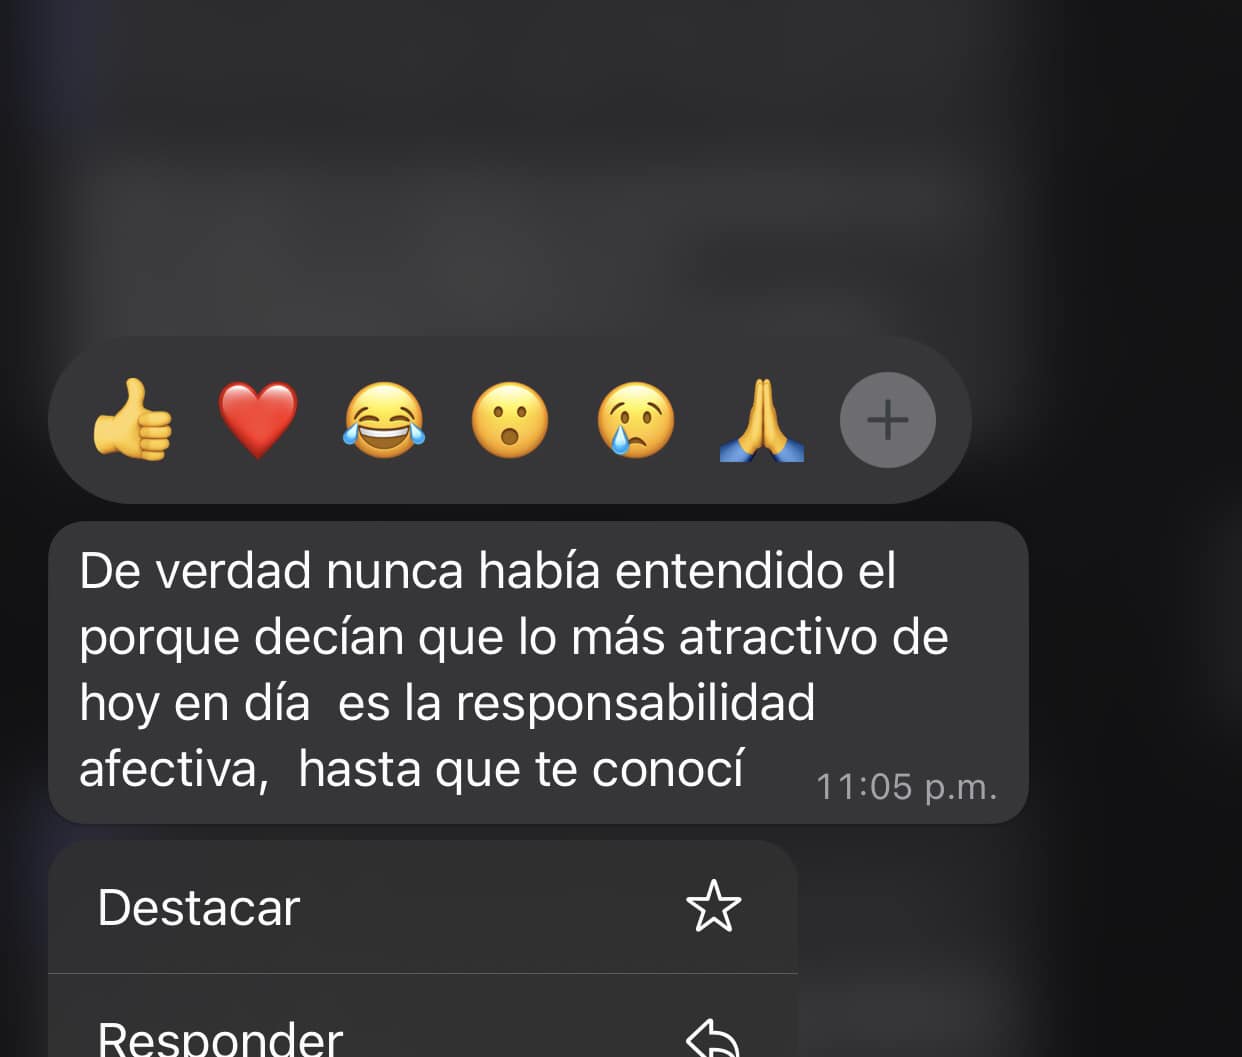 De verdad nunca había entendido el
porque decían que lo más atractivo de
hoy en día  es la responsabilidad
afectiva,  hasta que te conocí
11:05 p.m.
Destacar
Responder